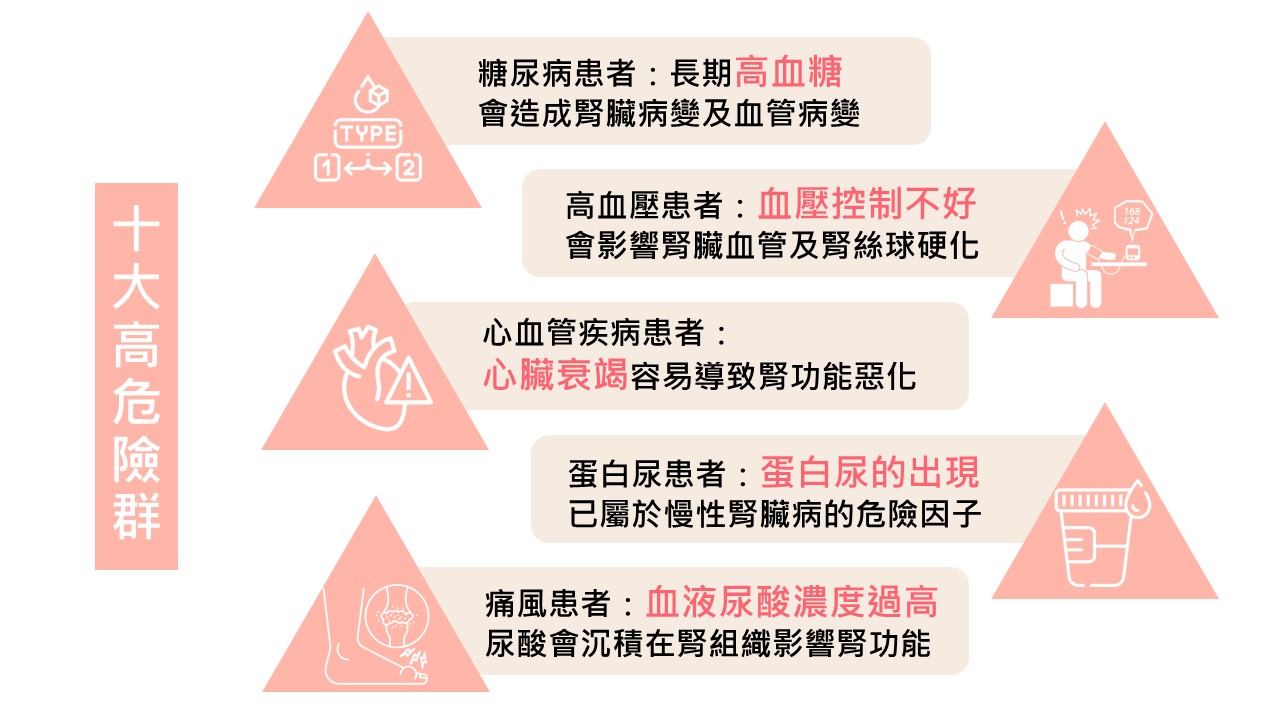 十大高危險群
糖尿病患者：長期高血糖
會造成腎臟病變及血管病變
TYPE
1 2
高血壓患者：血壓控制不好
會影響腎臟血管及腎絲球硬化
168
124
心血管疾病患者：
心臟衰竭容易導致腎功能惡化
蛋白尿患者：蛋白尿的出現
已屬於慢性腎臟病的危險因子
痛風患者：血液尿酸濃度過高
尿酸會沉積在腎組織影響腎功能